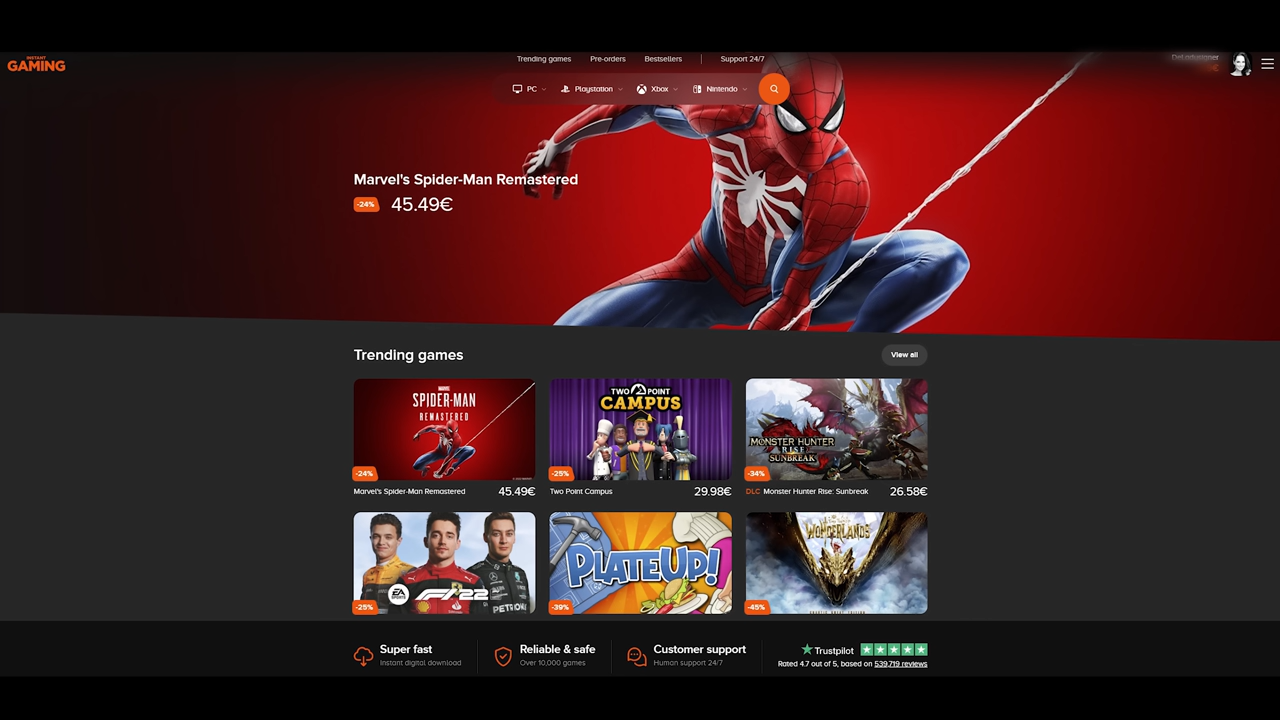 INSTANT
GAMING
Trending games Pre-orders Bestsellers Support 24/7
PC Playstation Xbox Nintendo
Marvel's Spider-Man Remastered
-24% 45.49€
Trending games
View all
MARVEL
SPIDER-MAN
REMASTERED
-24%
Marvel's Spider-Man Remastered 45.49€
TWO POINT
CAMPUS
-25%
Two Point Campus 29.98€
MONSTER HUNTER
RISE
SUNBREAK
-34%
DLC Monster Hunter Rise: Sunbreak 26.58€
EA
SPORTS
F1 22
PETRONAS
-25%
PLATEUP!
-39%
WONDERLANDS
-45%
Super fast
Instant digital download
Reliable & safe
Over 10,000 games
Customer support
Human support 24/7
Trustpilot
Rated 4.7 out of 5, based on 539,719 reviews